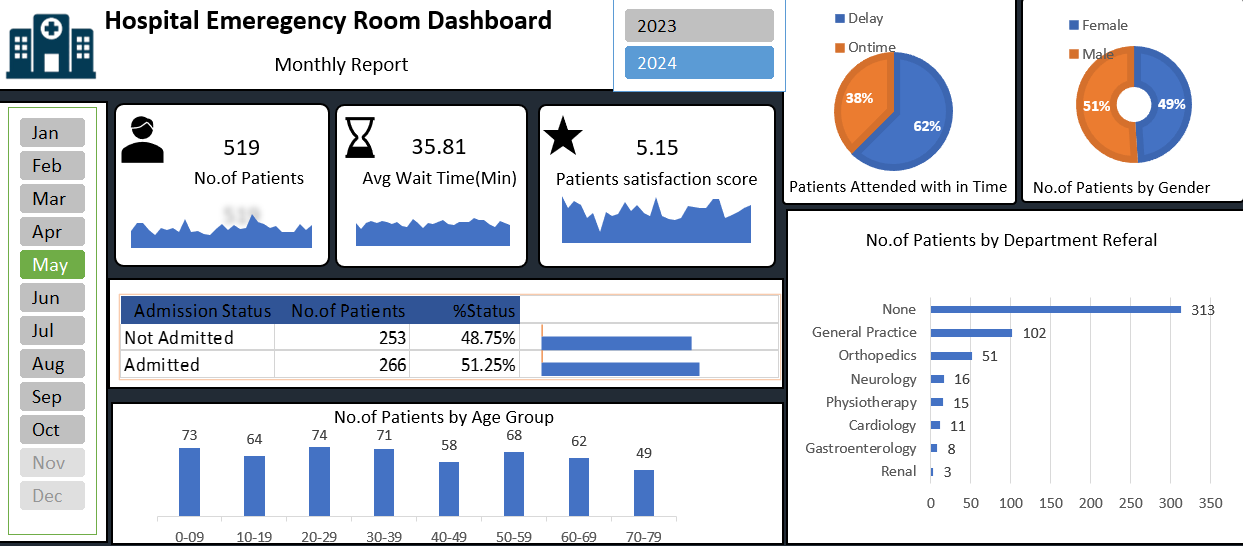 Hospital Emeregency Room Dashboard
Monthly Report
2023
2024
Jan
Feb
Mar
Apr
May
Jun
Jul
Aug
Sep
Oct
Nov
Dec
519
No.of Patients
519
35.81
Avg Wait Time(Min)
5.15
Patients satisfaction score
Delay
Ontime
38%
62%
Patients Attended with in Time
Female
Male
51%
49%
No.of Patients by Gender
Admission Status No.of Patients %Status
Not Admitted 253 48.75%
Admitted 266 51.25%
No.of Patients by Age Group
73 64 74 71 58 68 62 49
0-09 10-19 20-29 30-39 40-49 50-59 60-69 70-79
No.of Patients by Department Referal
None 313
General Practice 102
Orthopedics 51
Neurology 16
Physiotherapy 15
Cardiology 11
Gastroenterology 8
Renal 3
0 50 100 150 200 250 300 350